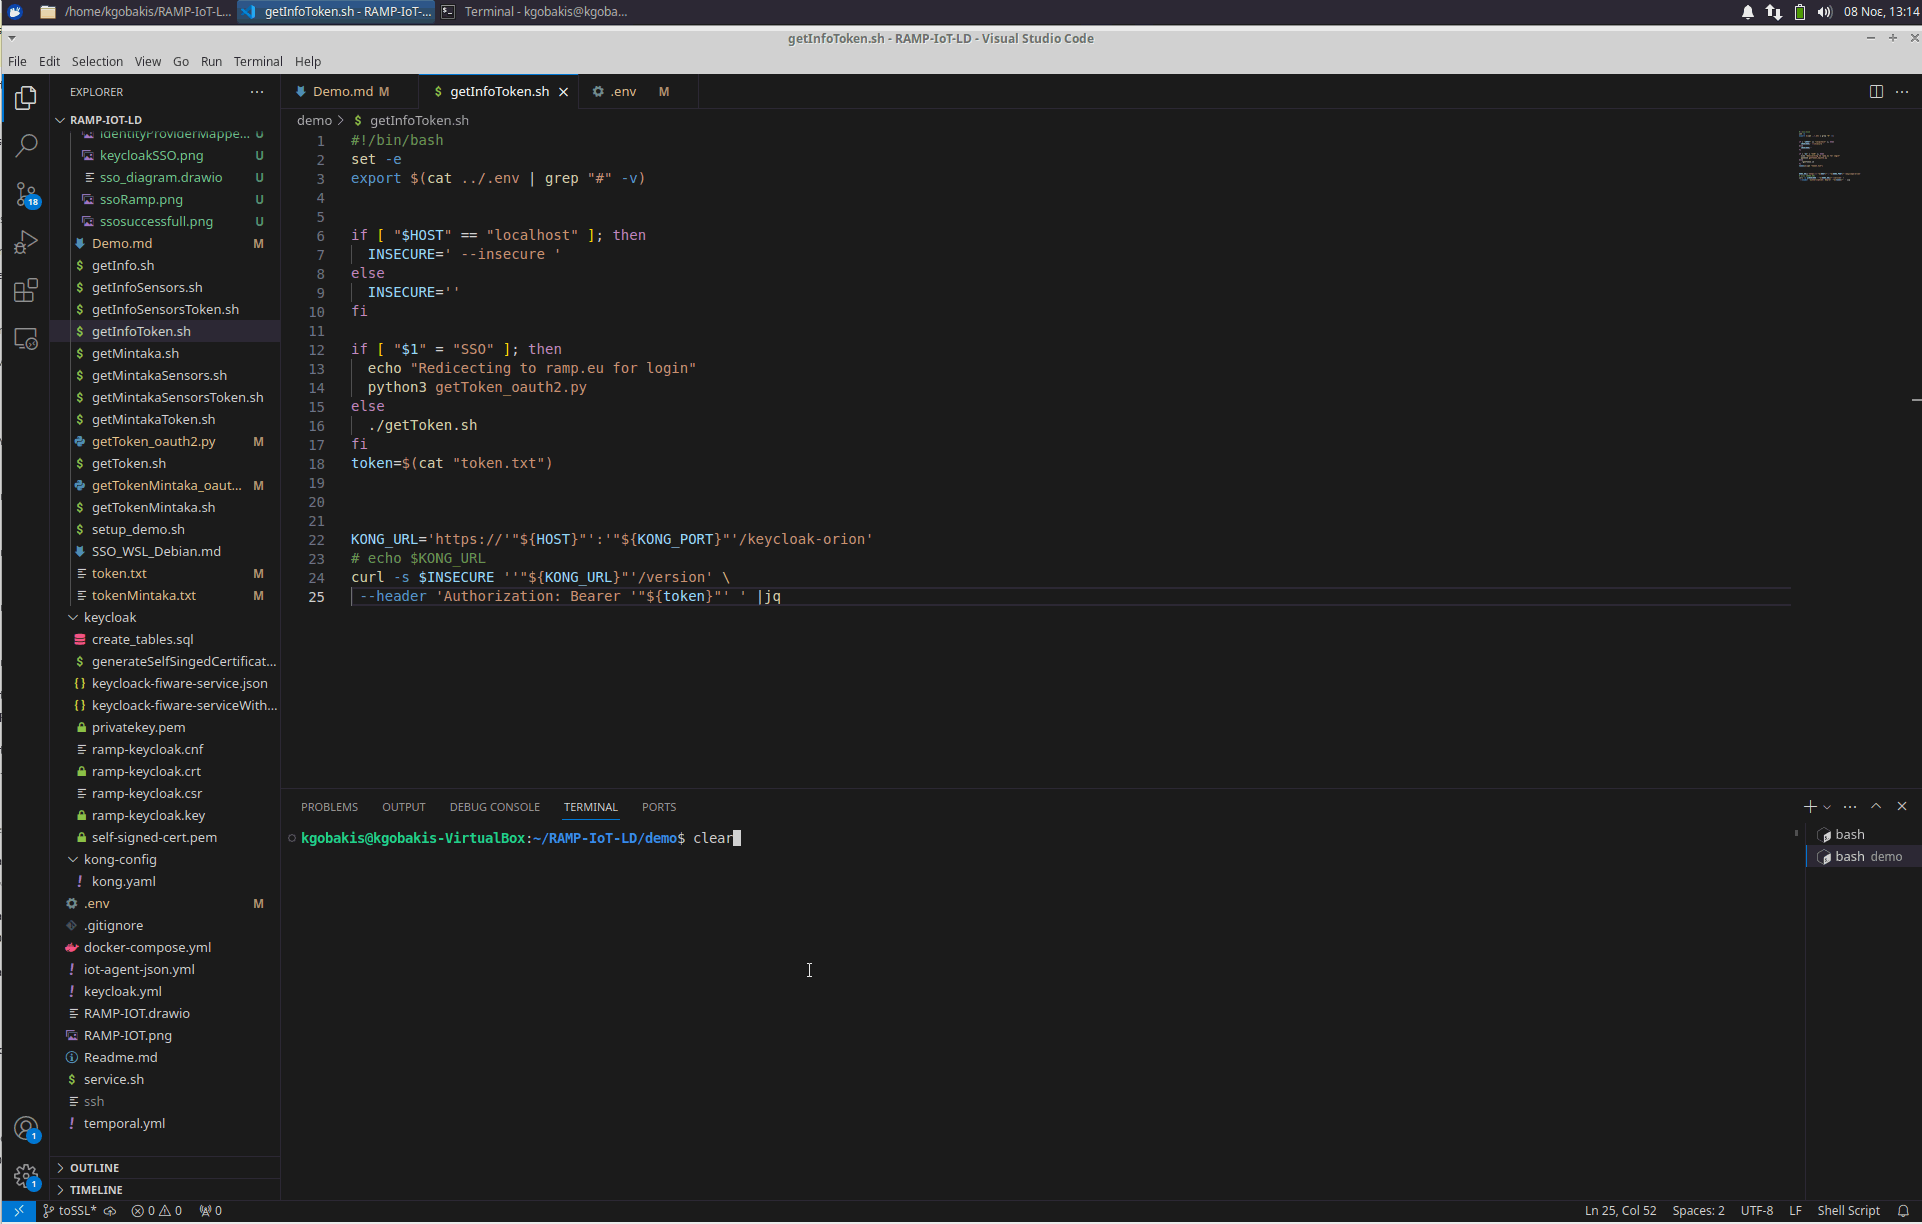 /home/kgobakis/RAMP-IoT-L...
getInfoToken.sh - RAMP-IoT-...
Terminal - kgobakis@kgoba...
08 Νοε, 13:14
getInfoToken.sh - RAMP-IoT-LD - Visual Studio Code
File Edit Selection View Go Run Terminal Help
EXPLORER
RAMP-IOT-LD
identityProviderMappe... U
keycloakSSO.png U
sso_diagram.drawio U
ssoRamp.png U
ssosuccessfull.png U
Demo.md M
getInfo.sh
getInfoSensors.sh
getInfoSensorsToken.sh
getInfoToken.sh
getMintaka.sh
getMintakaSensors.sh
getMintakaSensorsToken.sh
getMintakaToken.sh
getToken_oauth2.py M
getToken.sh
getTokenMintaka_oaut... M
getTokenMintaka.sh
setup_demo.sh
SSO_WSL_Debian.md
token.txt M
tokenMintaka.txt M
keycloak
create_tables.sql
generateSelfSingedCertificat...
keycloack-fiware-service.json
keycloack-fiware-serviceWith...
privatekey.pem
ramp-keycloak.cnf
ramp-keycloak.crt
ramp-keycloak.csr
ramp-keycloak.key
self-signed-cert.pem
kong-config
kong.yaml
.env M
.gitignore
docker-compose.yml
iot-agent-json.yml
keycloak.yml
RAMP-IOT.drawio
RAMP-IOT.png
Readme.md
service.sh
ssh
temporal.yml
OUTLINE
TIMELINE
18
1
1
Demo.md M
getInfoToken.sh
.env M
demo > getInfoToken.sh
1 #!/bin/bash
2 set -e
3 export $(cat ../.env | grep "#" -v)
4
5
6 if [ "$HOST" == "localhost" ]; then
7 INSECURE=' --insecure '
8 else
9 INSECURE=''
10 fi
11
12 if [ "$1" = "SSO" ]; then
13 echo "Redicecting to ramp.eu for login"
14 python3 getToken_oauth2.py
15 else
16 ./getToken.sh
17 fi
18 token=$(cat "token.txt")
19
20
21
22 KONG_URL='https://'"${HOST}"':'"${KONG_PORT}"'/keycloak-orion'
23 # echo $KONG_URL
24 curl -s $INSECURE ''"${KONG_URL}"'/version' \
25 --header 'Authorization: Bearer '"${token}"' ' |jq
PROBLEMS OUTPUT DEBUG CONSOLE TERMINAL PORTS
kgobakis@kgobakis-VirtualBox:~/RAMP-IoT-LD/demo$ clear
bash
bash demo
toSSL* 0 0 0
Ln 25, Col 52 Spaces: 2 UTF-8 LF Shell Script